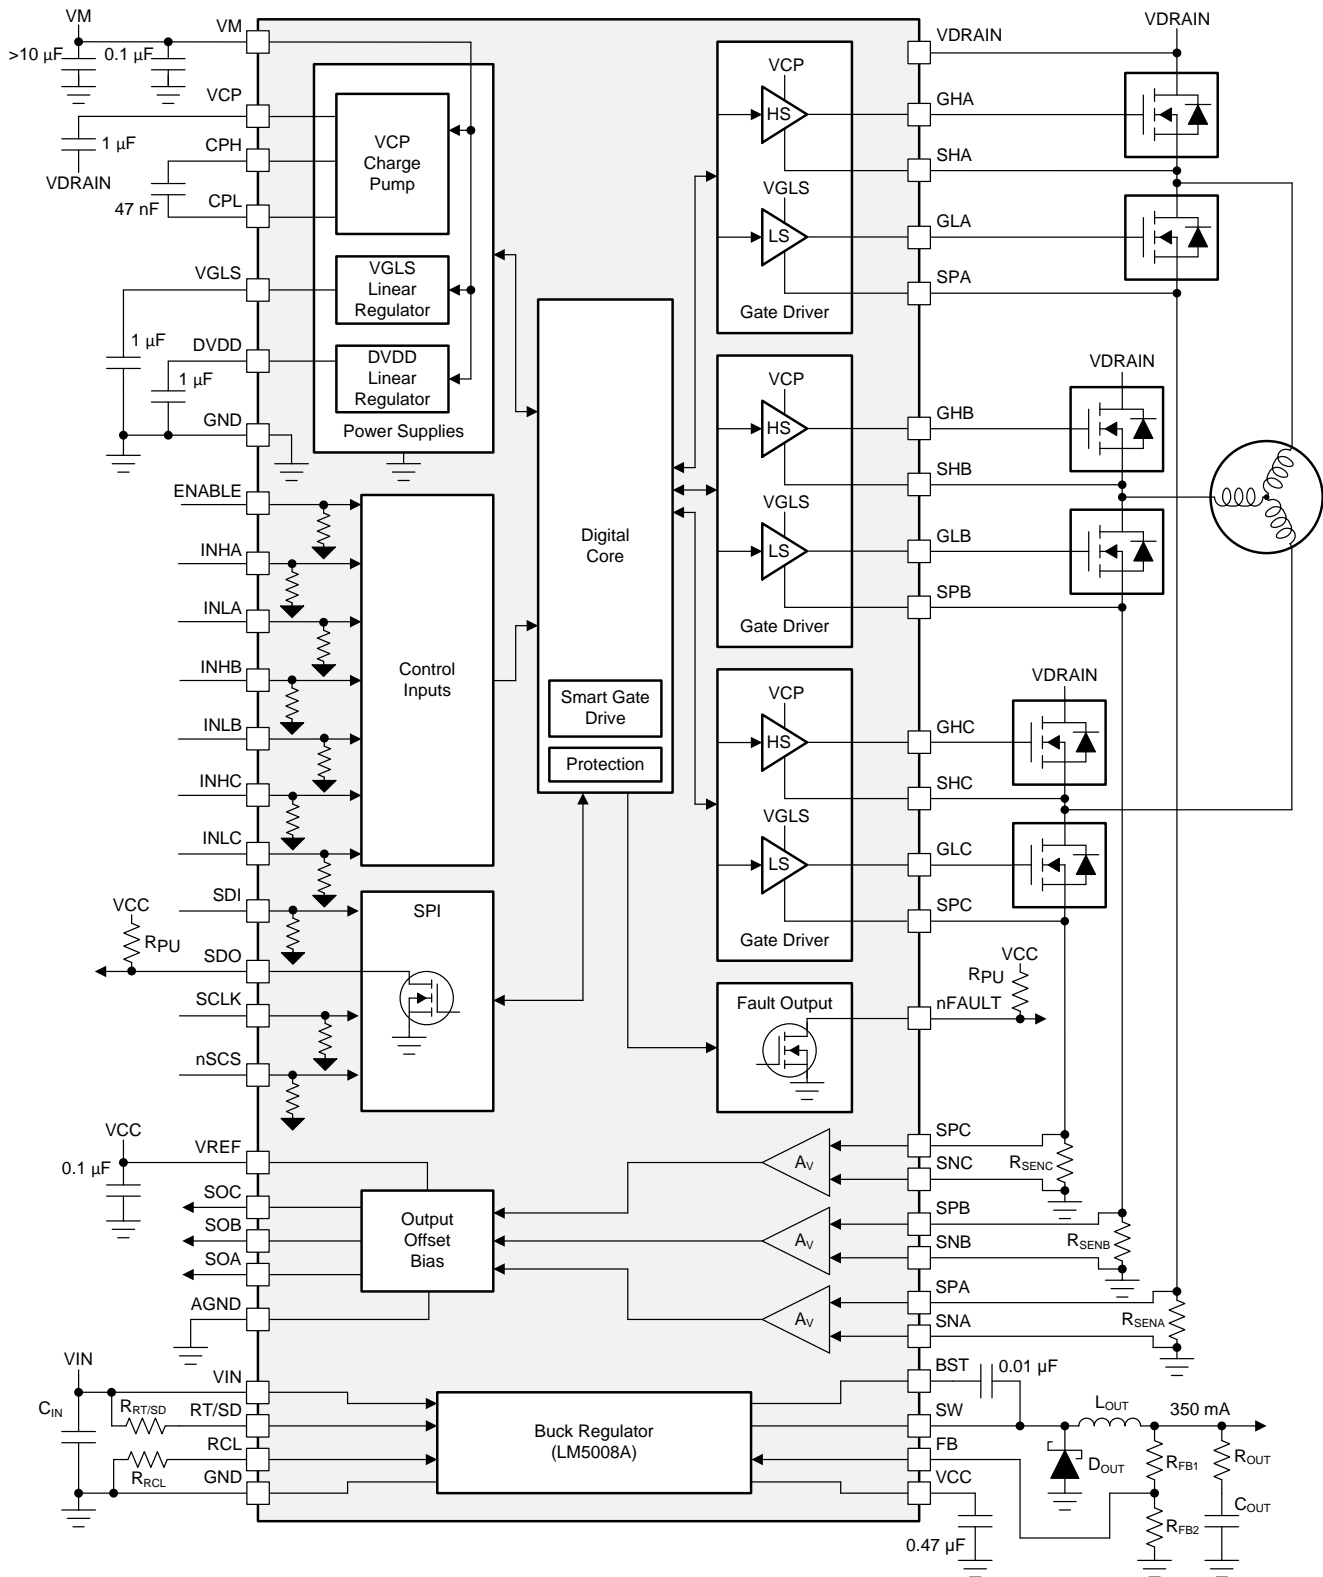 VM
VM
>10 µF
0.1 µF
VCP
1 µF
VDRAIN
CPH
47 nF
CPL
VCP
Charge
Pump
VGLS
1 µF
VGLS
Linear
Regulator
DVDD
1 µF
DVDD
Linear
Regulator
GND
Power Supplies
ENABLE
INHA
INLA
INHB
INLB
INHC
INLC
Control
Inputs
Digital
Core
Smart Gate
Drive
Protection
SDI
VCC
RPU
SDO
SCLK
nSCS
SPI
VCP
HS
VGLS
LS
Gate Driver
VDRAIN
VDRAIN
GHA
SHA
GLA
SPA
VCP
HS
VGLS
LS
Gate Driver
VDRAIN
GHB
SHB
GLB
SPB
VCP
HS
VGLS
LS
Gate Driver
VDRAIN
GHC
SHC
GLC
SPC
Fault Output
VCC
RPU
nFAULT
VCC
VREF
0.1 µF
SOC
SOB
SOA
AGND
Output
Offset
Bias
AV
SPC
SNC
RSENC
AV
SPB
SNB
RSENB
AV
SPA
SNA
RSENA
VIN
VIN
CIN
RRT/SD
RT/SD
RCL
RRCL
GND
Buck Regulator
(LM5008A)
BST
0.01 µF
SW
LOUT
350 mA
FB
DOUT
RFB1
ROUT
VCC
COUT
RFB2
0.47 µF